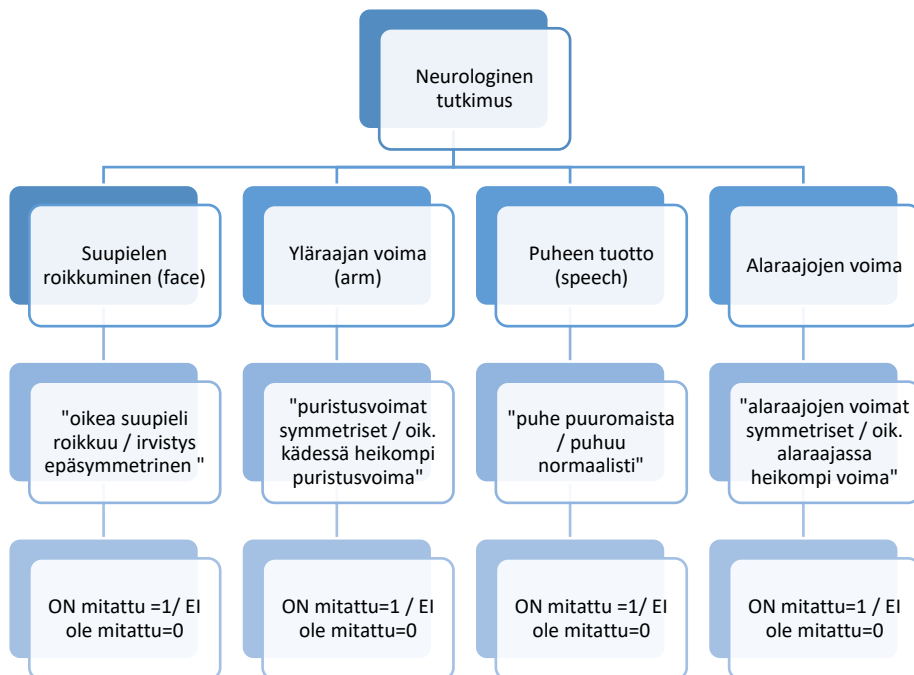 Neurologinen
tutkimus
Suupielen
roikkuminen (face)
Yläraajan voima
(arm)
Puheen tuotto
(speech)
Alaraajojen voima
"oikea suupieli
roikkuu / irvistys
epäsymmetrinen "
"puristusvoimat
symmetriset / oik.
kädessä heikompi
puristusvoima"
"puhe puuromaista
/ puhuu
normaalisti"
"alaraajojen voimat
symmetriset / oik.
alaraajassa
heikompi voima"
ON mitattu =1/ EI
ole mitattu=0
ON mitattu=1 / EI
ole mitattu=0
ON mitattu =1/ EI
ole mitattu=0
ON mitattu=1 / EI
ole mitattu=0